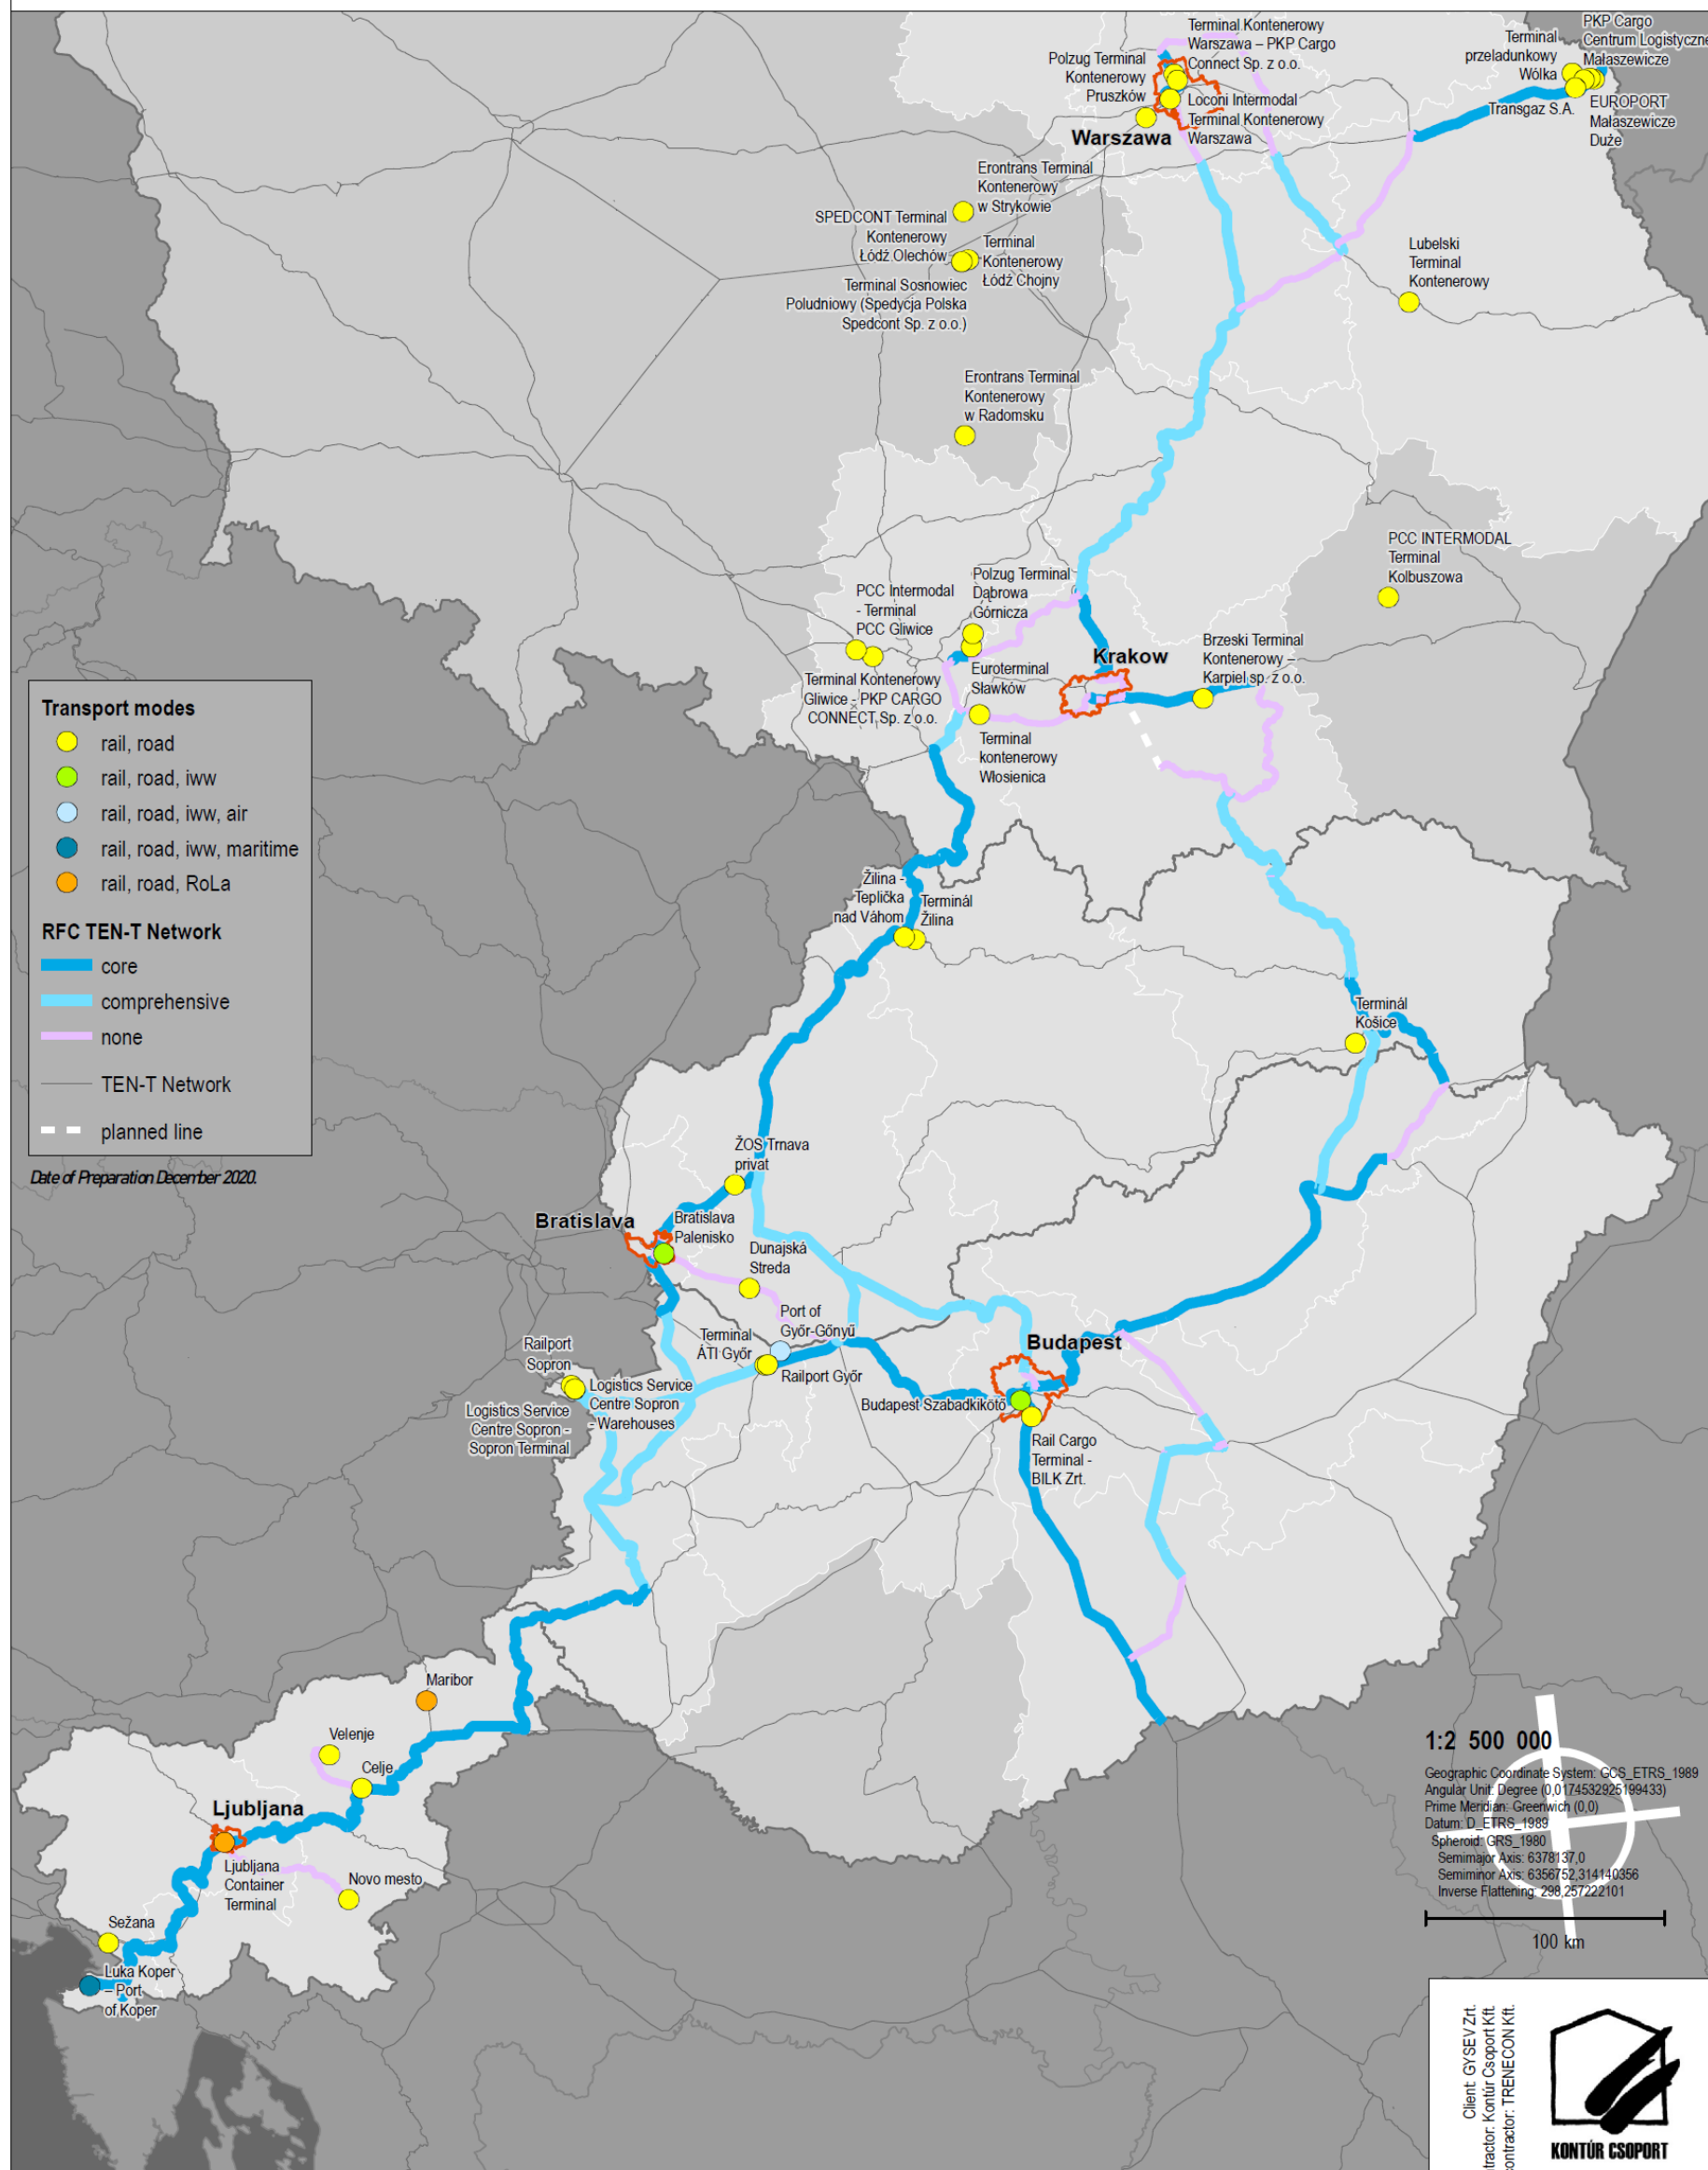 Terminal Kontenerowy
Warszawa – PKP Cargo
Connect Sp. z o.o.
PKP Cargo
Centrum Logistyczne
Małaszewicze
Terminal
przeladunkowy
Wólka
Polzug Terminal
Kontenerowy
Pruszków
Loconi Intermodal
Terminal Kontenerowy
Warszawa
Transgaz S.A.
EUROPORT
Małaszewicze
Duże
Warszawa
Erontrans Terminal
Kontenerowy
w Strykowie
SPEDCONT Terminal
Kontenerowy
Łódź Olechów
Terminal
Kontenerowy
Łódź Chojny
Lubelski
Terminal
Kontenerowy
Terminal Sosnowiec
Poludniowy (Spedycja Polska
Spedcont Sp. z o.o.)
Erontrans Terminal
Kontenerowy
w Radomsku
PCC INTERMODAL
Terminal
Kolbuszowa
Polzug Terminal
Dąbrowa
Górnicza
PCC Intermodal
- Terminal
PCC Gliwice
Brzeski Terminal
Kontenerowy –
Karpiel sp. z o.o.
Krakow
Euroterminal
Sławków
Terminal Kontenerowy
Gliwice - PKP CARGO
CONNECT Sp. z o.o.
Terminal
kontenerowy
Włosienica
Transport modes
rail, road
rail, road, iww
rail, road, iww, air
rail, road, iww, maritime
rail, road, RoLa
RFC TEN-T Network
core
comprehensive
none
TEN-T Network
planned line
Date of Preparation December 2020.
Žilina -
Teplička
nad Váhom
Terminál
Žilina
Terminál
Košice
ŽOS Trnava
privat
Bratislava
Bratislava
Palenisko
Dunajská
Streda
Port of
Győr-Gőnyű
Terminal
ÁTI Győr
Railport Győr
Railport
Sopron
Logistics Service
Centre Sopron
- Warehouses
Logistics Service
Centre Sopron -
Sopron Terminal
Budapest
Budapest Szabadkikötő
Rail Cargo
Terminal -
BILK Zrt.
Maribor
Velenje
Celje
Ljubljana
Ljubljana
Container
Terminal
Novo mesto
Sežana
Luka Koper
– Port
of Koper
1:2 500 000
Geographic Coordinate System: GCS_ETRS_1989
Angular Unit: Degree (0,0174532925199433)
Prime Meridian: Greenwich (0,0)
Datum: D_ETRS_1989
Spheroid: GRS_1980
Semimajor Axis: 6378137,0
Semiminor Axis: 6356752,314140356
Inverse Flattening: 298,257222101
100 km
Client: GYSEV Zrt.
ntractor: Kontúr Csoport Kft.
contractor: TRENECON Kft.
KONTÚR CSOPORT